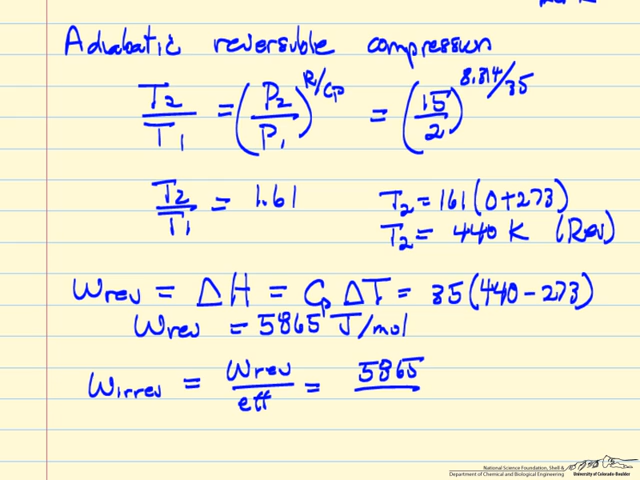 Adiabatic reversible compression
T₂/T₁ = (P₂/P₁)^(R/Cp) = (15/2)^(8.314/35)
T₂/T₁ = 1.61 T₂ = 161(0+273)
T₂ = 440 K (Rev)
Wrev = ΔH = Cp ΔT = 35(440-273)
Wrev = 5865 J/mol
Wirrev = Wrev/eff = 5865/
National Science Foundation, Shell &
Department of Chemical and Biological Engineering
University of Colorado Boulder